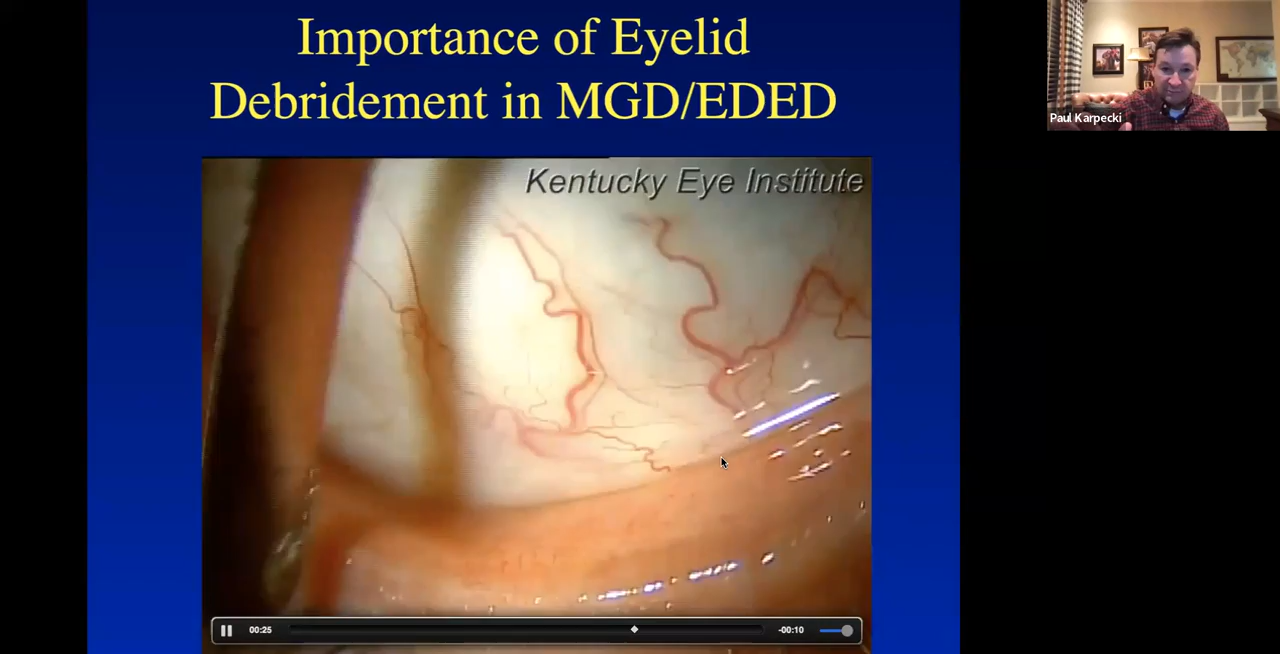 Importance of Eyelid
Debridement in MGD/EDED
Kentucky Eye Institute
00:25
-00:10
Paul Karpecki